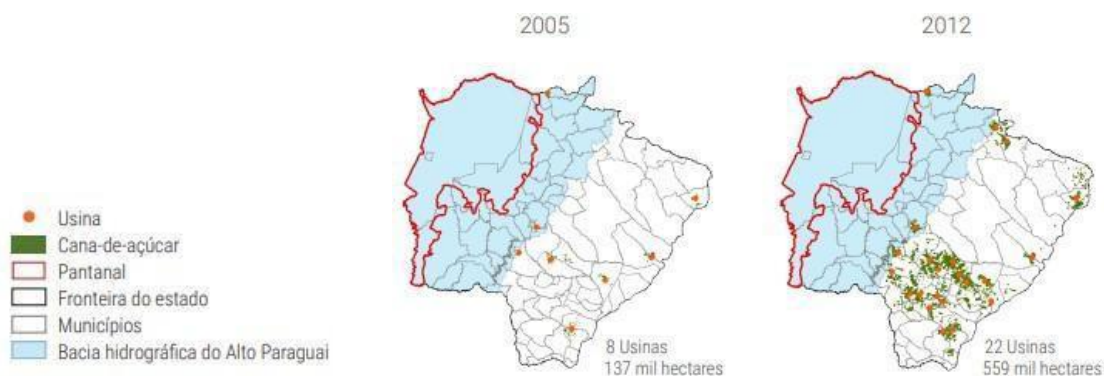 2005
2012
Usina
Cana-de-açúcar
Pantanal
Fronteira do estado
Municípios
Bacia hidrográfica do Alto Paraguai
8 Usinas
137 mil hectares
22 Usinas
559 mil hectares